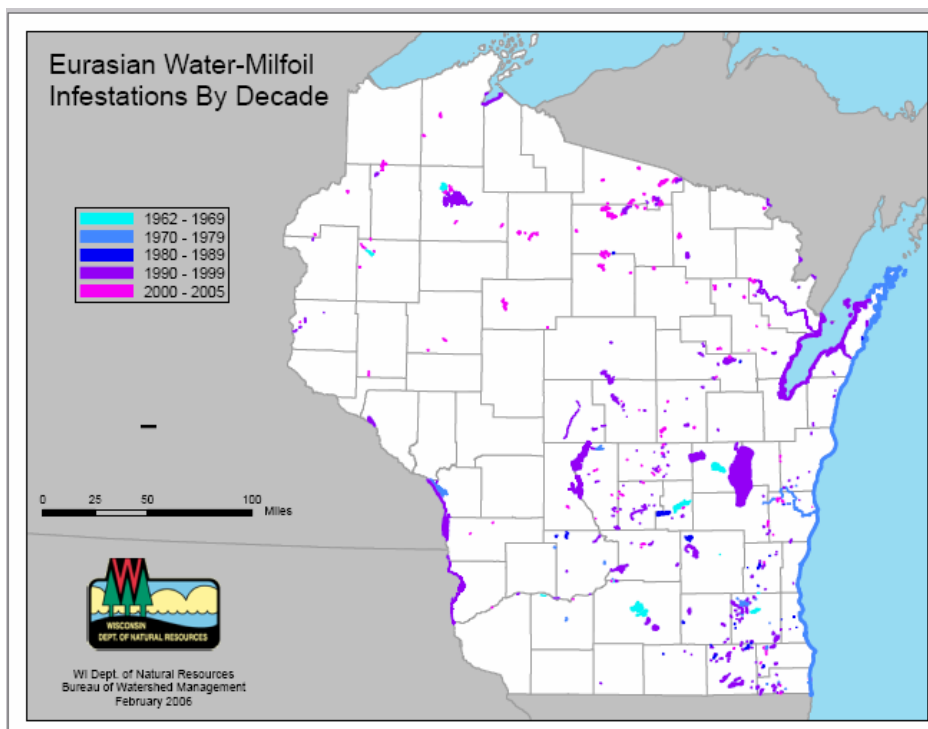 Eurasian Water-Milfoil
Infestations By Decade
1962 - 1969
1970 - 1979
1980 - 1989
1990 - 1999
2000 - 2005
0 25 50 100
Miles
W
WISCONSIN
DEPT. OF NATURAL RESOURCES
WI Dept. of Natural Resources
Bureau of Watershed Management
February 2006